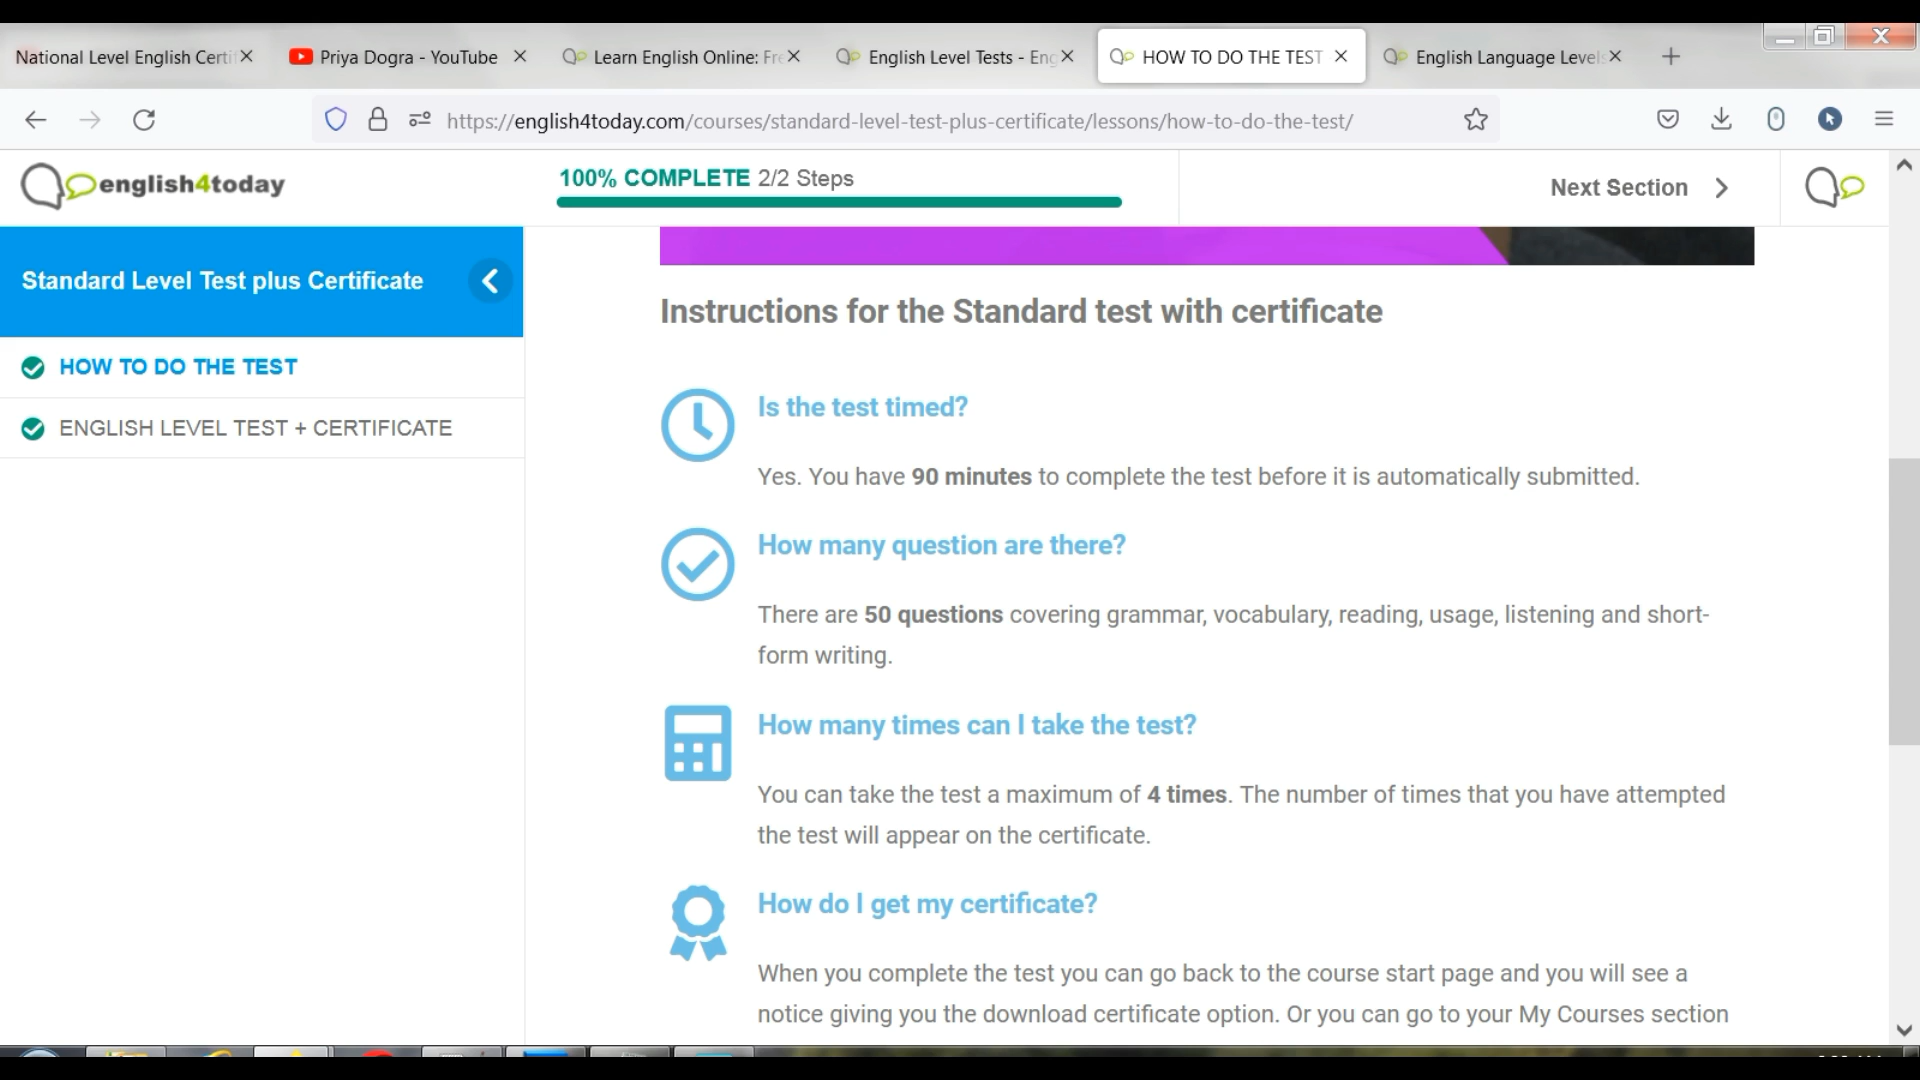 National Level English Certi
Priya Dogra - YouTube
Learn English Online: Fre
English Level Tests - Eng
HOW TO DO THE TEST
English Language Levels
https://english4today.com/courses/standard-level-test-plus-certificate/lessons/how-to-do-the-test/
english4today
100% COMPLETE 2/2 Steps
Next Section
Standard Level Test plus Certificate
HOW TO DO THE TEST
ENGLISH LEVEL TEST + CERTIFICATE
Instructions for the Standard test with certificate
Is the test timed?
Yes. You have 90 minutes to complete the test before it is automatically submitted.
How many question are there?
There are 50 questions covering grammar, vocabulary, reading, usage, listening and short-
form writing.
How many times can I take the test?
You can take the test a maximum of 4 times. The number of times that you have attempted
the test will appear on the certificate.
How do I get my certificate?
When you complete the test you can go back to the course start page and you will see a
notice giving you the download certificate option. Or you can go to your My Courses section